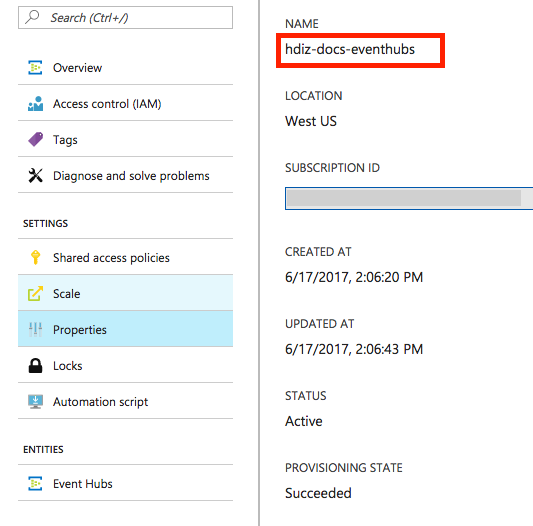 Search (Ctrl+/)
Overview
Access control (IAM)
Tags
Diagnose and solve problems
SETTINGS
Shared access policies
Scale
Properties
Locks
Automation script
ENTITIES
Event Hubs
NAME
hdiz-docs-eventhubs
LOCATION
West US
SUBSCRIPTION ID
CREATED AT
6/17/2017, 2:06:20 PM
UPDATED AT
6/17/2017, 2:06:43 PM
STATUS
Active
PROVISIONING STATE
Succeeded